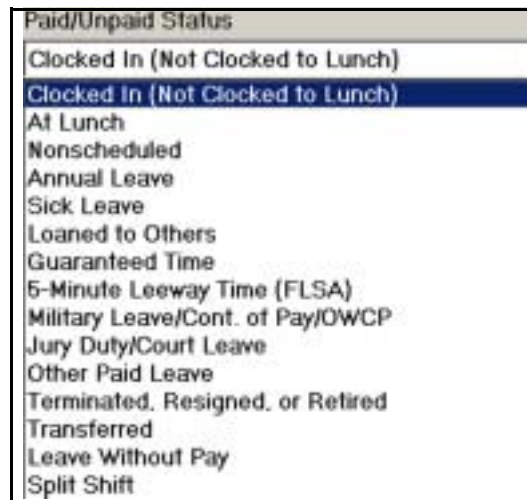 Paid/Unpaid Status
Clocked In (Not Clocked to Lunch)
Clocked In (Not Clocked to Lunch)
At Lunch
Nonscheduled
Annual Leave
Sick Leave
Loaned to Others
Guaranteed Time
5-Minute Leeway Time (FLSA)
Military Leave/Cont. of Pay/OWCP
Jury Duty/Court Leave
Other Paid Leave
Terminated, Resigned, or Retired
Transferred
Leave Without Pay
Split Shift